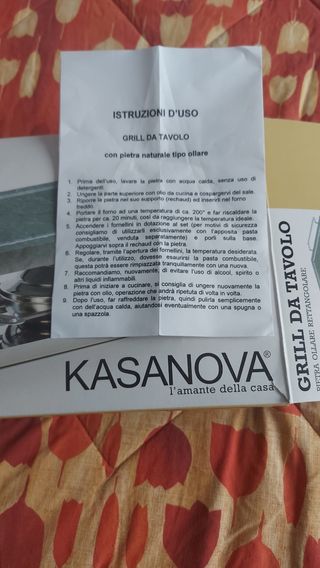 ISTRUZIONI D'USO
GRILL DA TAVOLO
con pietra naturale tipo ollare
1. Prima dell'uso, lavare la pietra con acqua calda, senza uso di
detergenti.
2. Ungere la parte superiore con olio da cucina e cospargervi del sale.
3. Riporre la pietra nel suo supporto (rechaud) ed inserirli nel forno
freddo.
4. Portare il forno ad una temperatura di ca. 200° e far riscaldare la
pietra per ca. 20 minuti, così da raggiungere la temperatura ideale.
5. Accendere i fornellini in dotazione al set (per motivi di sicurezza
consigliamo di utilizzarli esclusivamente con l'apposita pasta
combustibile, venduta separatamente) e porli sulla base.
Appoggiarvi sopra il rechaud con la pietra.
6. Regolare, tramite l'apertura dei fornellini, la temperatura desiderata.
Se, durante l'utilizzo, dovesse esaurirsi la pasta combustibile,
questa potrà essere rimpiazzata tranquillamente con una nuova.
7. Raccomandiamo, nuovamente, di evitare l'uso di alcool, spirito o
altri liquidi infiammabili.
8. Prima di iniziare a cucinare, si consiglia di ungere nuovamente la
pietra con olio, operazione che andrà ripetuta di volta in volta.
9. Dopo l'uso, far raffreddare la pietra, quindi pulirla semplicemente
con dell'acqua calda, aiutandosi eventualmente con una spugna o
una spazzola.
KASANOVA®
l'amante della casa
GRILL DA TAVOLO
PIETRA OLLARE RETTANGOLARE